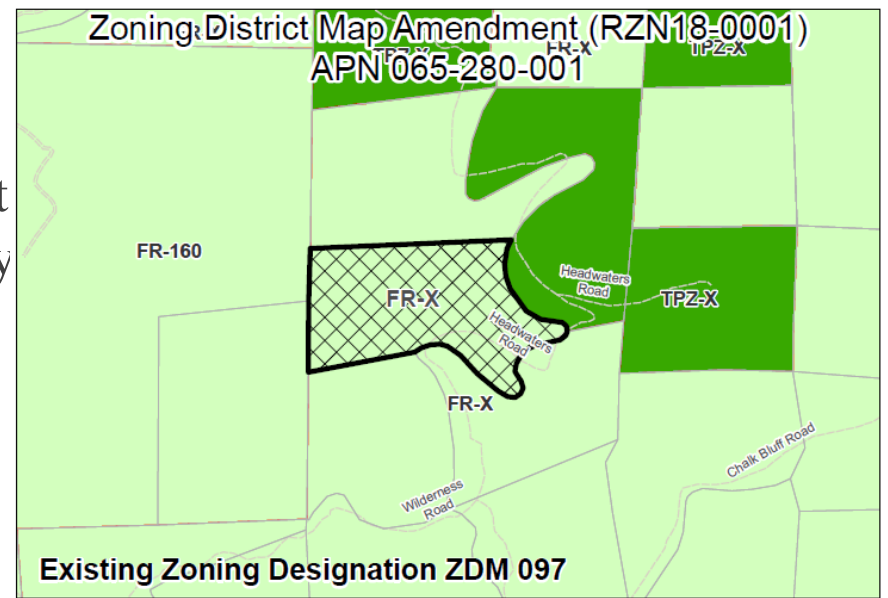 Zoning District Map Amendment (RZN18-0001)
APN 065-280-001
TPZ-X
FR-X
TPZ-X
t
y
FR-160
Headwaters
Road
FR-X
TPZ-X
Headwaters
Road
FR-X
Chalk Bluff Road
Wilderness
Road
Existing Zoning Designation ZDM 097